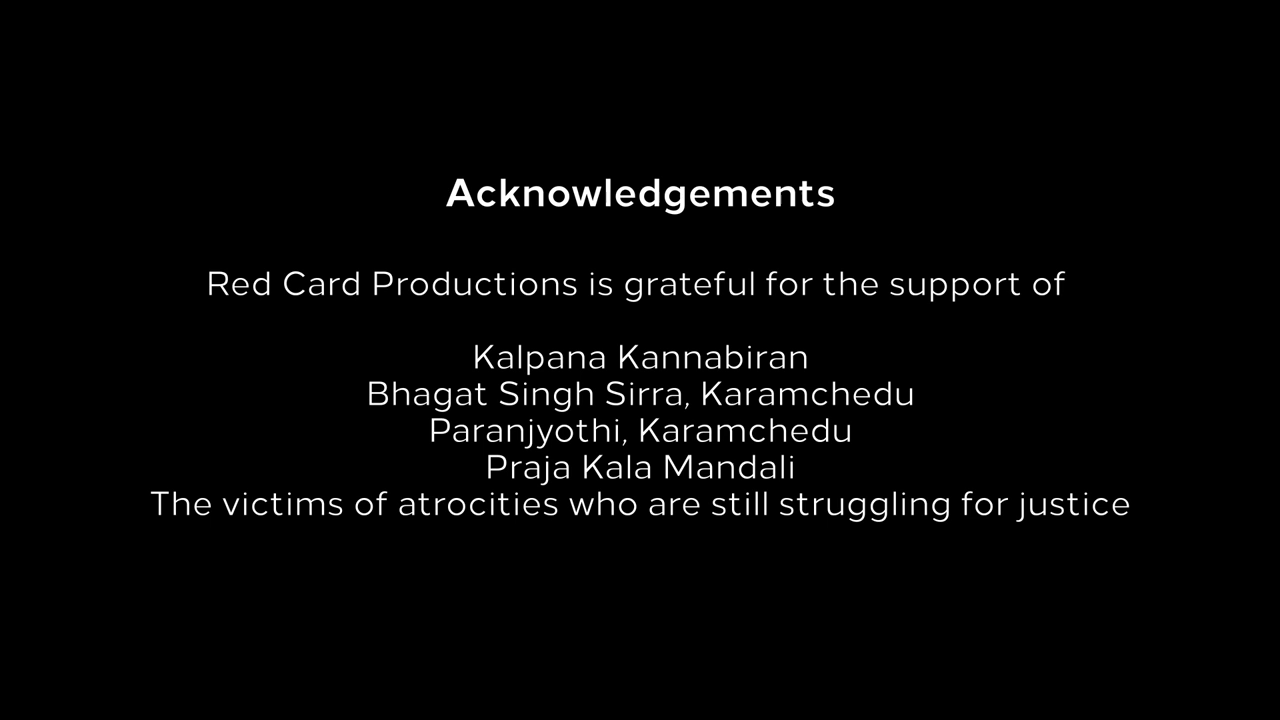 Acknowledgements
Red Card Productions is grateful for the support of
Kalpana Kannabiran
Bhagat Singh Sirra, Karamchedu
Paranjyothi, Karamchedu
Praja Kala Mandali
The victims of atrocities who are still struggling for justice